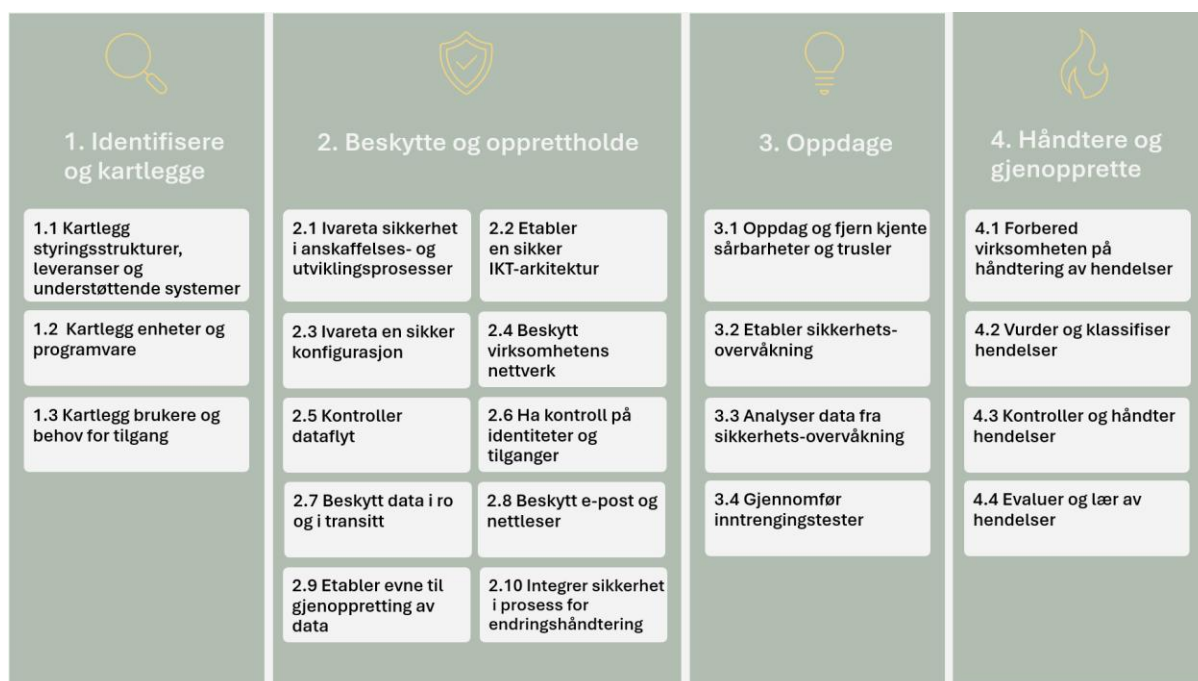 1. Identifisere
og kartlegge
1.1 Kartlegg
styringsstrukturer,
leveranser og
understøttende systemer
1.2 Kartlegg enheter og
programvare
1.3 Kartlegg brukere og
behov for tilgang
2. Beskytte og opprettholde
2.1 Ivareta sikkerhet
i anskaffelses- og
utviklingsprosesser
2.2 Etabler
en sikker
IKT-arkitektur
2.3 Ivareta en sikker
konfigurasjon
2.4 Beskytt
virksomhetens
nettverk
2.5 Kontroller
dataflyt
2.6 Ha kontroll på
identiteter og
tilganger
2.7 Beskytt data i ro
og i transitt
2.8 Beskytt e-post og
nettleser
2.9 Etabler evne til
gjenoppretting av
data
2.10 Integrer sikkerhet
i prosess for
endringshåndtering
3. Oppdage
3.1 Oppdag og fjern kjente
sårbarheter og trusler
3.2 Etabler sikkerhets-
overvåkning
3.3 Analyser data fra
sikkerhets-overvåkning
3.4 Gjennomfør
inntrengingstester
4. Håndtere og
gjenopprette
4.1 Forbered
virksomheten på
håndtering av hendelser
4.2 Vurder og klassifiser
hendelser
4.3 Kontroller og håndter
hendelser
4.4 Evaluer og lær av
hendelser